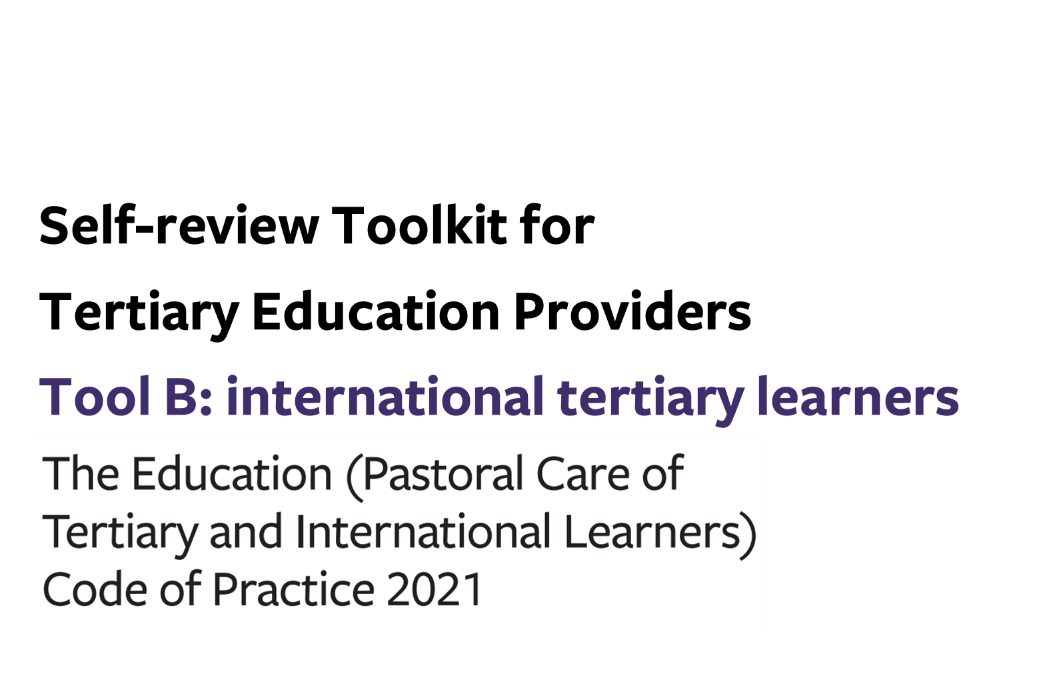 Self-review Toolkit for
Tertiary Education Providers
Tool B: international tertiary learners
The Education (Pastoral Care of
Tertiary and International Learners)
Code of Practice 2021